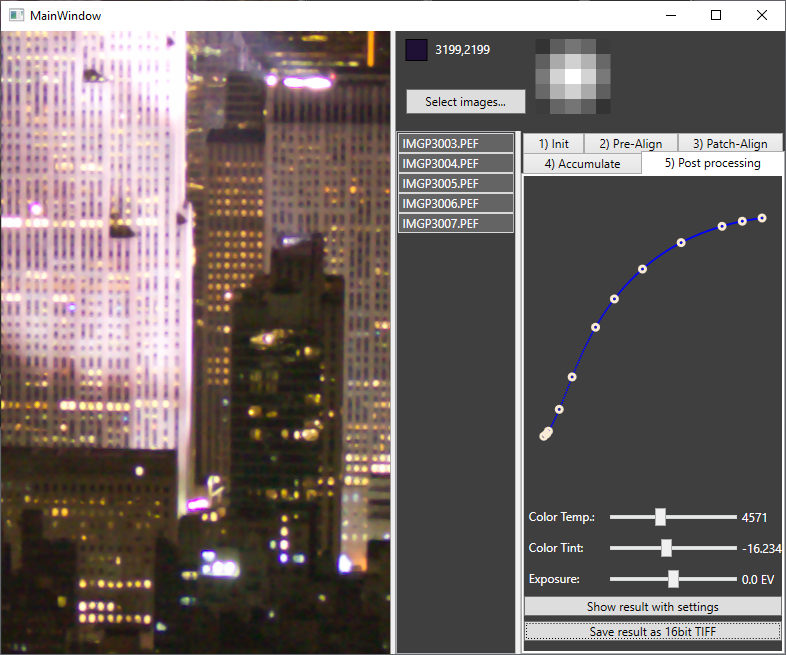 MainWindow
3199,2199
Select images...
IMGP3003.PEF
IMGP3004.PEF
IMGP3005.PEF
IMGP3006.PEF
IMGP3007.PEF
1) Init
2) Pre-Align
3) Patch-Align
4) Accumulate
5) Post processing
Color Temp.:
4571
Color Tint:
-16.234
Exposure:
0.0 EV
Show result with settings
Save result as 16bit TIFF